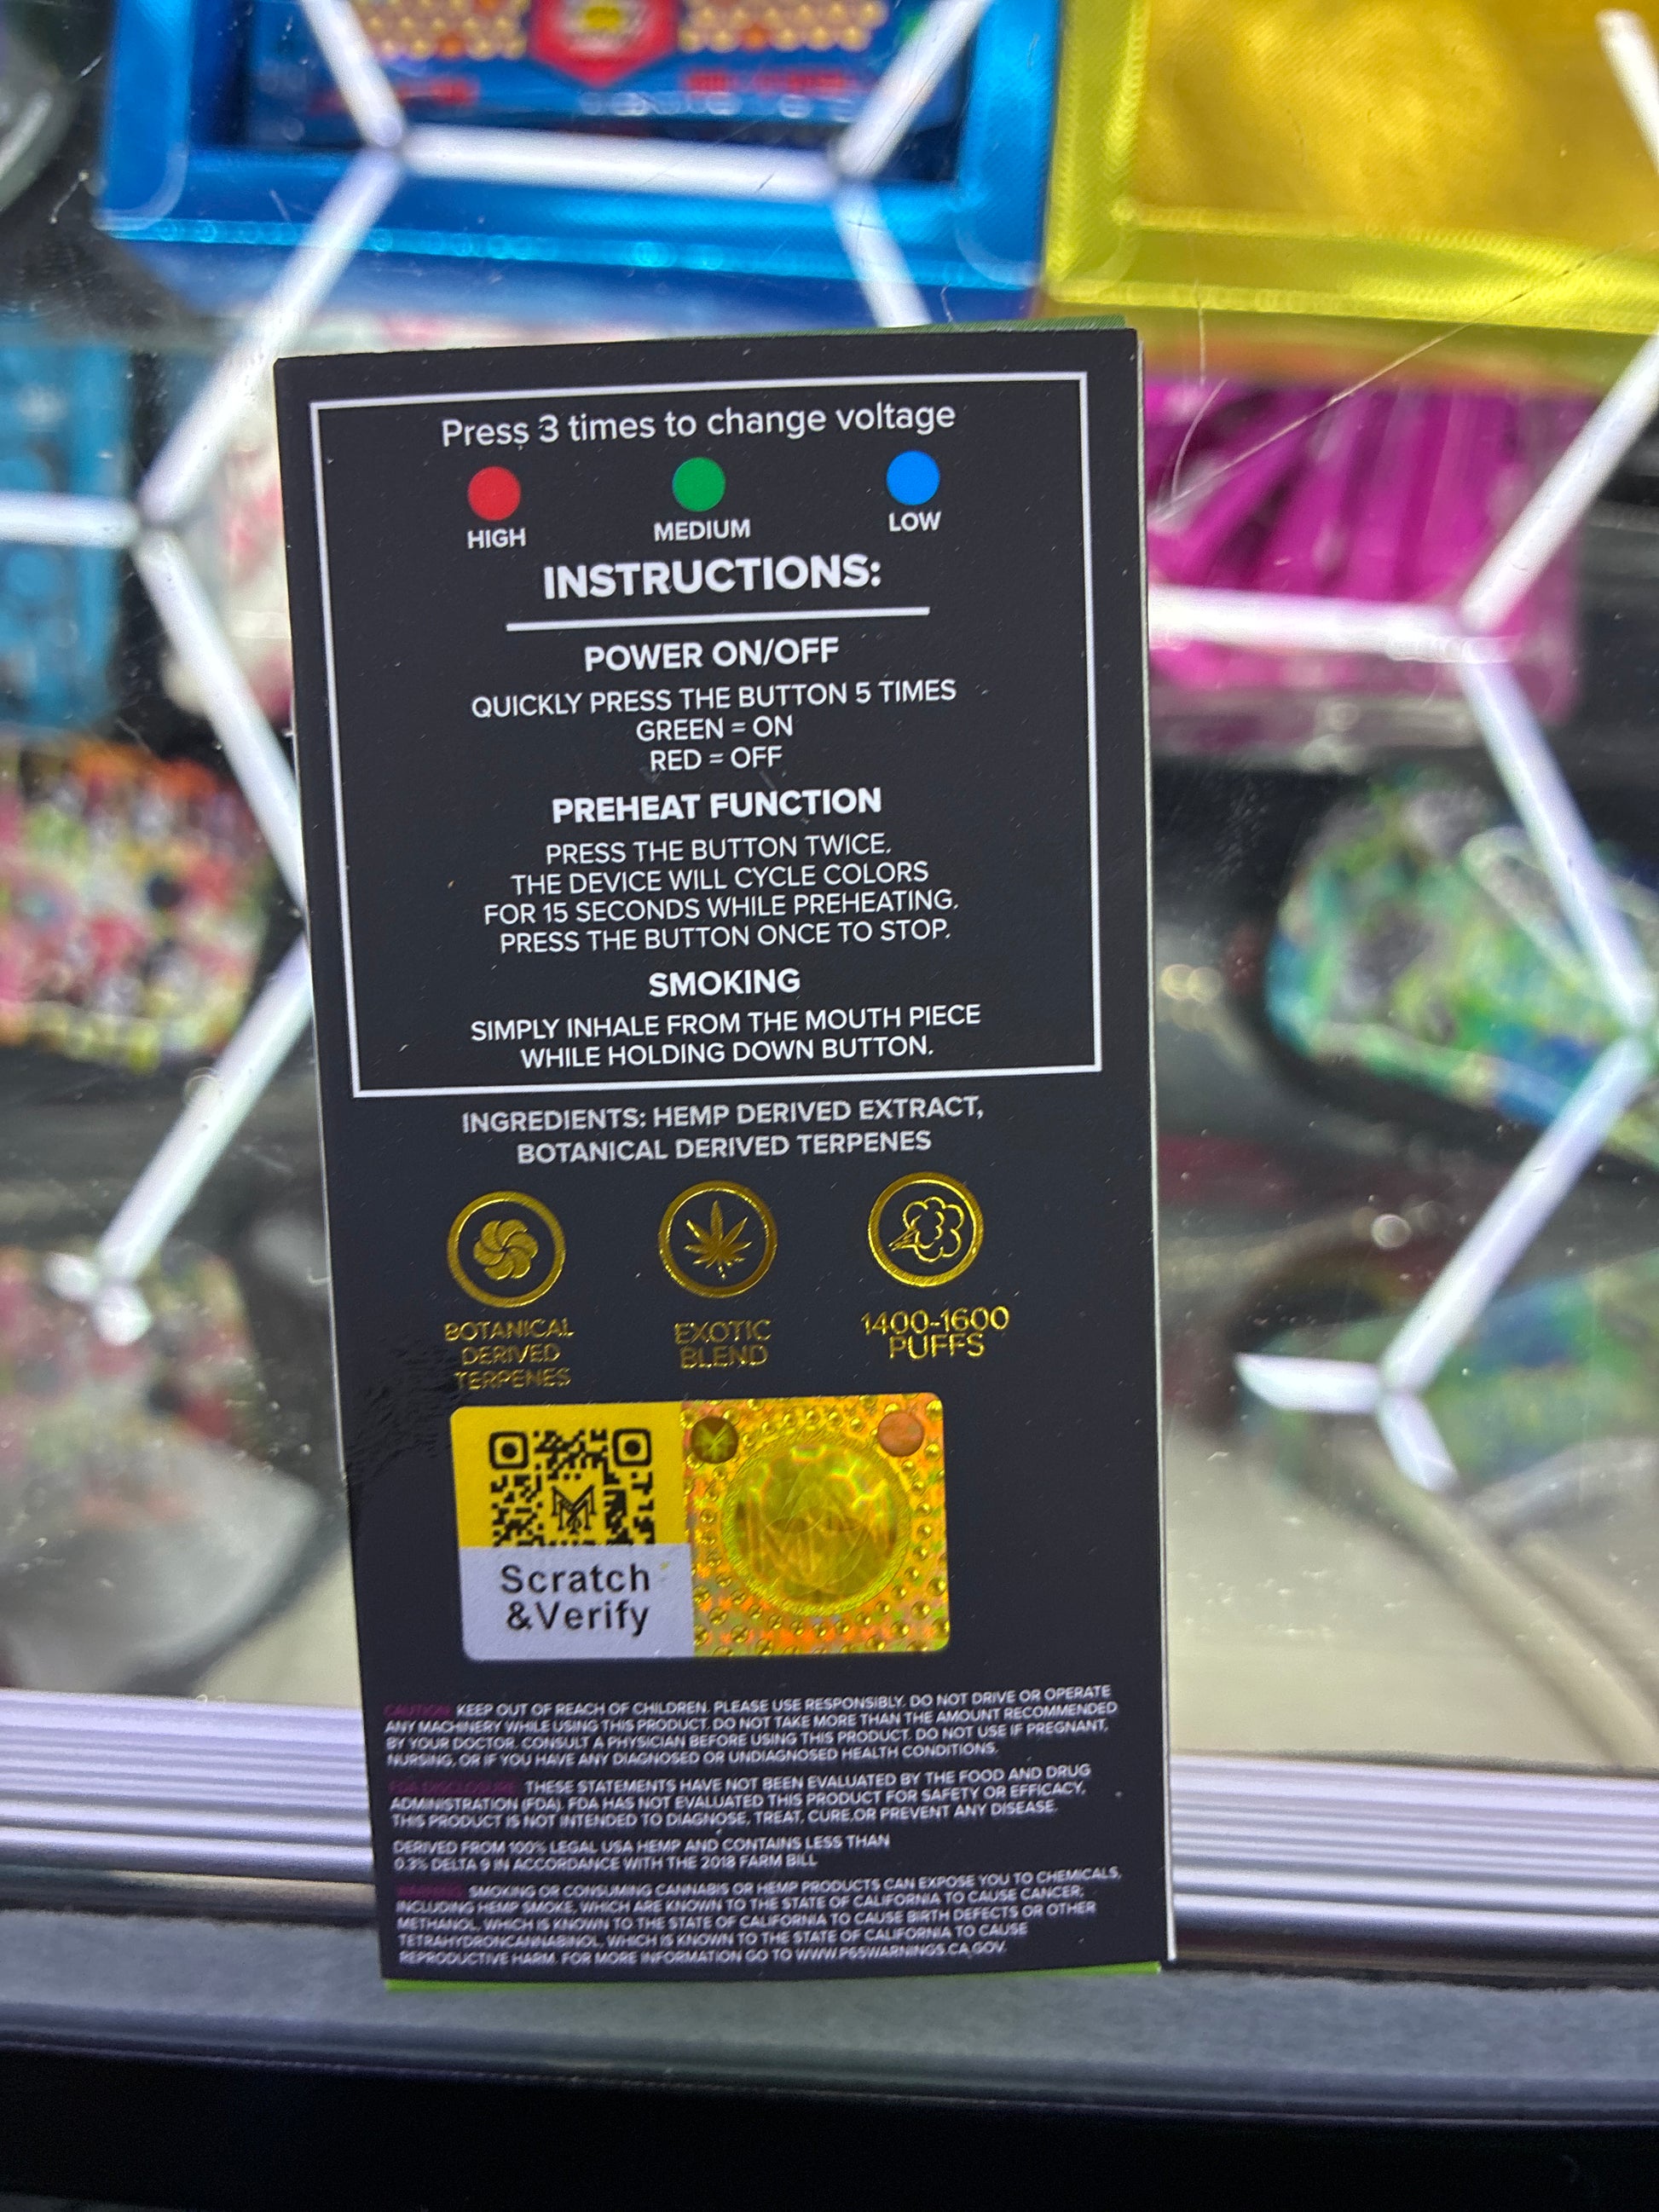 Press 3 times to change voltage
HIGH
MEDIUM
LOW
INSTRUCTIONS:
POWER ON/OFF
QUICKLY PRESS THE BUTTON 5 TIMES
GREEN = ON
RED = OFF
PREHEAT FUNCTION
PRESS THE BUTTON TWICE.
THE DEVICE WILL CYCLE COLORS
FOR 15 SECONDS WHILE PREHEATING.
PRESS THE BUTTON ONCE TO STOP.
SMOKING
SIMPLY INHALE FROM THE MOUTH PIECE
WHILE HOLDING DOWN BUTTON.
INGREDIENTS: HEMP DERIVED EXTRACT,
BOTANICAL DERIVED TERPENES
BOTANICAL
DERIVED
TERPENES
EXOTIC
BLEND
1400-1600
PUFFS
Scratch
&Verify
CAUTION: KEEP OUT OF REACH OF CHILDREN. PLEASE USE RESPONSIBLY. DO NOT DRIVE OR OPERATE
ANY MACHINERY WHILE USING THIS PRODUCT. DO NOT TAKE MORE THAN THE AMOUNT RECOMMENDED
BY YOUR DOCTOR. CONSULT A PHYSICIAN BEFORE USING THIS PRODUCT. DO NOT USE IF PREGNANT,
NURSING, OR IF YOU HAVE ANY DIAGNOSED OR UNDIAGNOSED HEALTH CONDITIONS.
FDA DISCLOSURE: THESE STATEMENTS HAVE NOT BEEN EVALUATED BY THE FOOD AND DRUG
ADMINISTRATION (FDA). FDA HAS NOT EVALUATED THIS PRODUCT FOR SAFETY OR EFFICACY,
THIS PRODUCT IS NOT INTENDED TO DIAGNOSE, TREAT, CURE,OR PREVENT ANY DISEASE.
DERIVED FROM 100% LEGAL USA HEMP AND CONTAINS LESS THAN
0.3% DELTA 9 IN ACCORDANCE WITH THE 2018 FARM BILL
WARNING: SMOKING OR CONSUMING CANNABIS OR HEMP PRODUCTS CAN EXPOSE YOU TO CHEMICALS,
INCLUDING HEMP SMOKE, WHICH ARE KNOWN TO THE STATE OF CALIFORNIA TO CAUSE CANCER;
METHANOL, WHICH IS KNOWN TO THE STATE OF CALIFORNIA TO CAUSE BIRTH DEFECTS OR OTHER
TETRAHYDRONCANNABINOL, WHICH IS KNOWN TO THE STATE OF CALIFORNIA TO CAUSE
REPRODUCTIVE HARM. FOR MORE INFORMATION GO TO WWW.P65WARNINGS.CA.GOV.